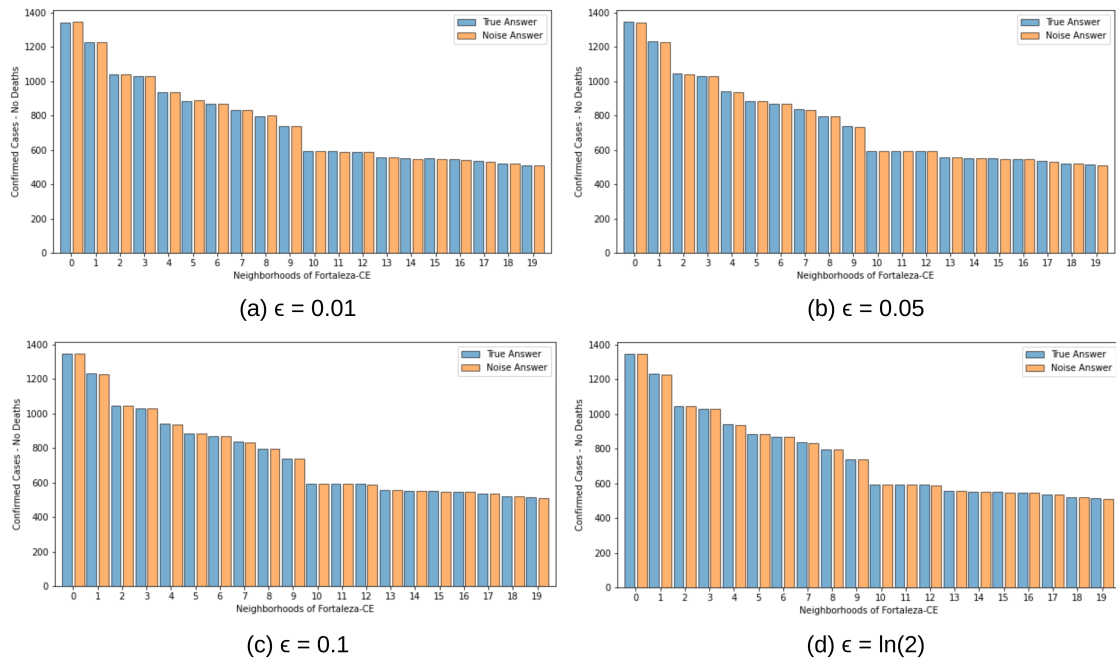 1400
1200
1000
800
600
400
200
0
Confirmed Cases - No Deaths
True Answer
Noise Answer
0 1 2 3 4 5 6 7 8 9 10 11 12 13 14 15 16 17 18 19
Neighborhoods of Fortaleza-CE
(a) ϵ = 0.01
1400
1200
1000
800
600
400
200
0
Confirmed Cases - No Deaths
True Answer
Noise Answer
0 1 2 3 4 5 6 7 8 9 10 11 12 13 14 15 16 17 18 19
Neighborhoods of Fortaleza-CE
(b) ϵ = 0.05
1400
1200
1000
800
600
400
200
0
Confirmed Cases - No Deaths
True Answer
Noise Answer
0 1 2 3 4 5 6 7 8 9 10 11 12 13 14 15 16 17 18 19
Neighborhoods of Fortaleza-CE
(c) ϵ = 0.1
1400
1200
1000
800
600
400
200
0
Confirmed Cases - No Deaths
True Answer
Noise Answer
0 1 2 3 4 5 6 7 8 9 10 11 12 13 14 15 16 17 18 19
Neighborhoods of Fortaleza-CE
(d) ϵ = ln(2)